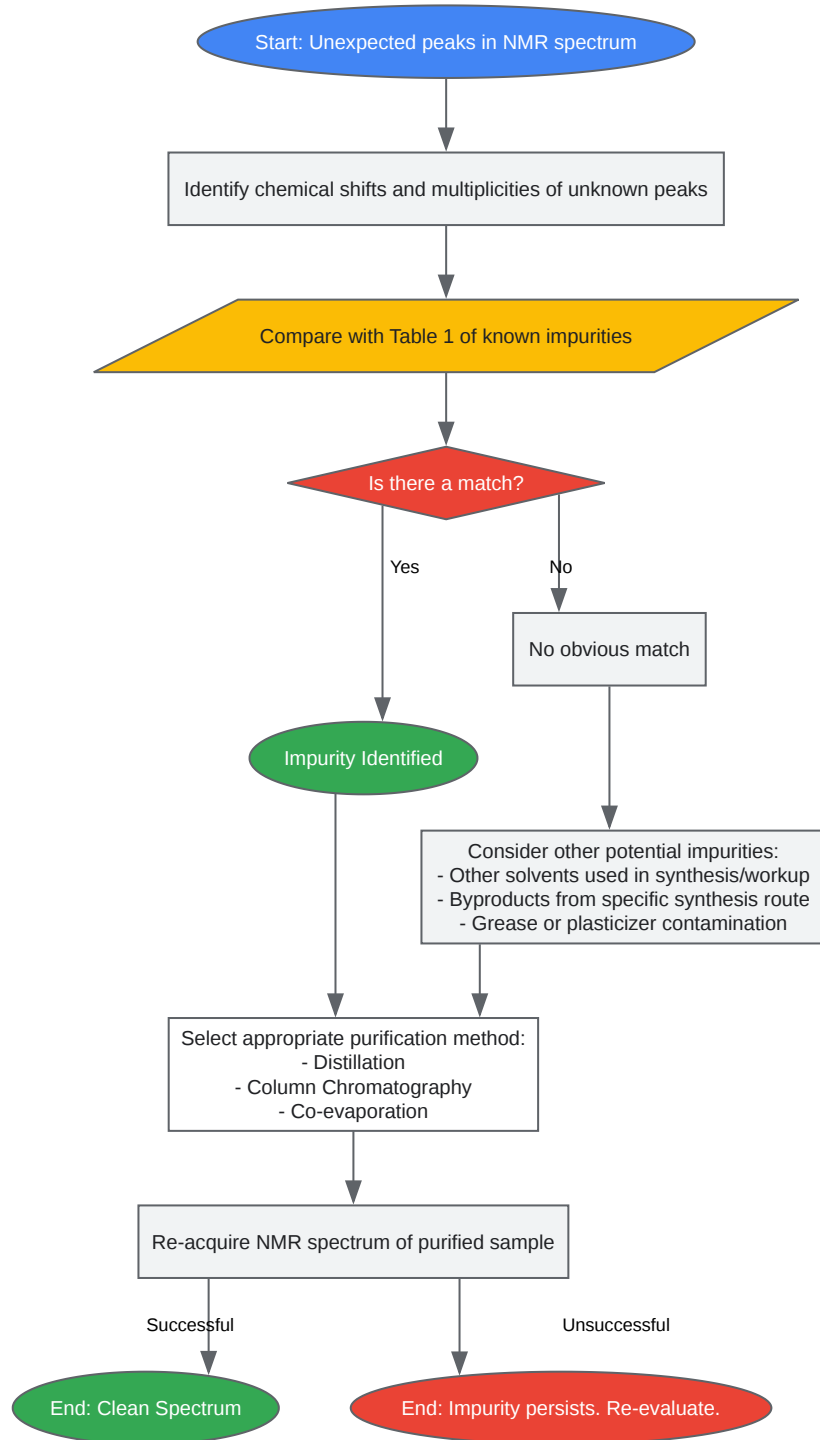 Start: Unexpected peaks in NMR spectrum
Identify chemical shifts and multiplicities of unknown peaks
Compare with Table 1 of known impurities
Is there a match?
Yes
No
No obvious match
Impurity Identified
Consider other potential impurities:
- Other solvents used in synthesis/workup
- Byproducts from specific synthesis route
- Grease or plasticizer contamination
Select appropriate purification method:
- Distillation
- Column Chromatography
- Co-evaporation
Re-acquire NMR spectrum of purified sample
Successful
Unsuccessful
End: Clean Spectrum
End: Impurity persists. Re-evaluate.